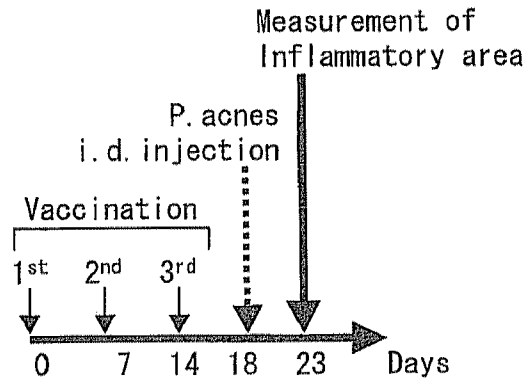 Measurement of
Inflammatory area
P. acnes
i. d. injection
Vaccination
1st 2nd 3rd
0 7 14 18 23 Days